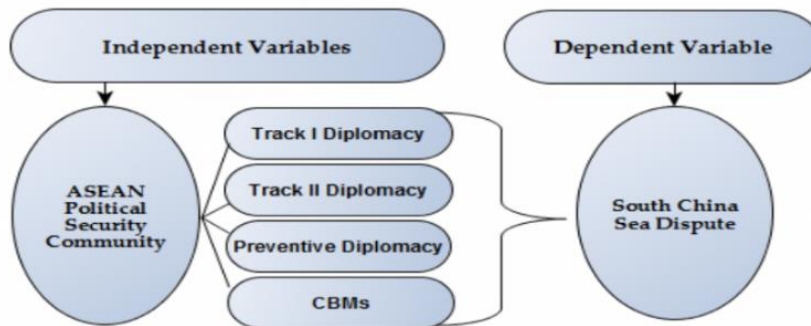 Independent Variables
Dependent Variable
ASEAN
Political
Security
Community
Track I Diplomacy
Track II Diplomacy
Preventive Diplomacy
CBMs
South China
Sea Dispute